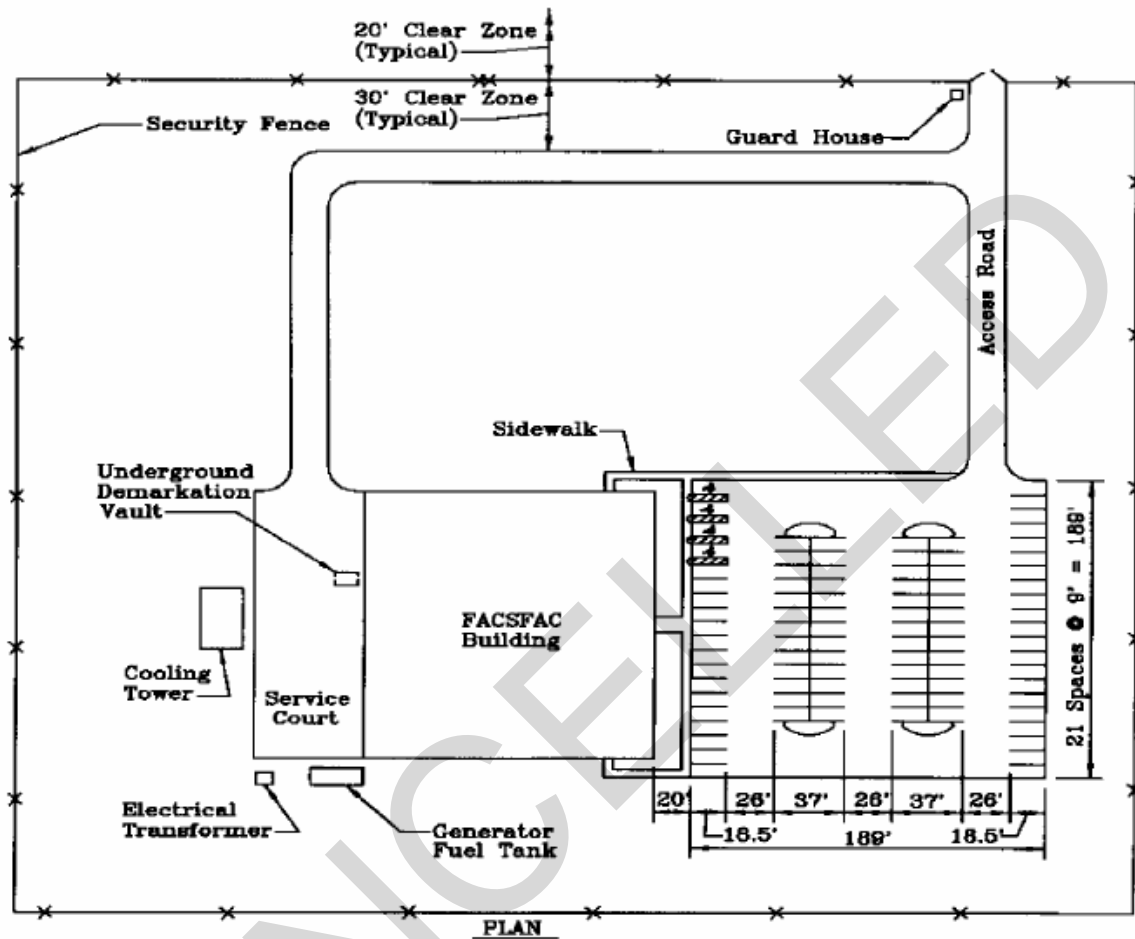 20' Clear Zone
(Typical)
30' Clear Zone
(Typical)
Security Fence
Guard House
Access Road
Sidewalk
Underground
Demarkation
Vault
FACSFAC
Building
Cooling
Tower
Service
Court
21 Spaces @ 9' = 189'
20'
26'
37'
26'
37'
26'
18.5'
189'
18.5'
Electrical
Transformer
Generator
Fuel Tank
PLAN
CANCELLED